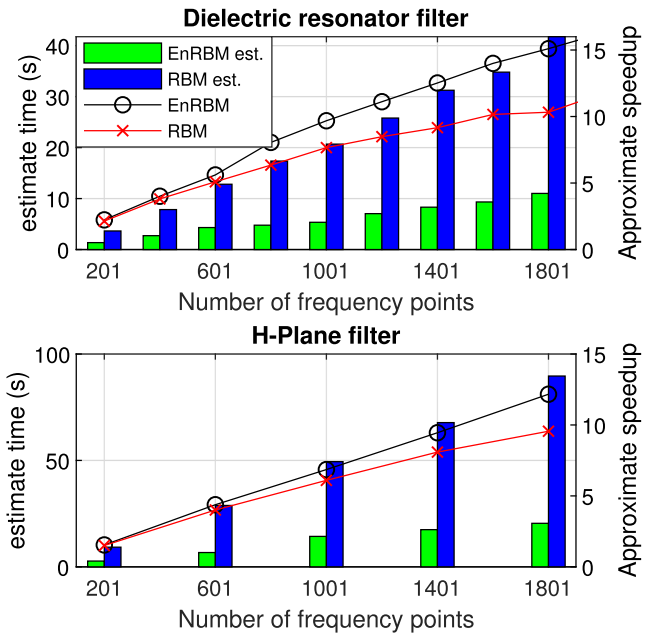 Dielectric resonator filter
estimate time (s)
40
30
20
10
0
EnRBM est.
RBM est.
EnRBM
RBM
15
10
5
0
Approximate speedup
201 601 1001 1401 1801
Number of frequency points
H-Plane filter
estimate time (s)
100
50
0
15
10
5
0
Approximate speedup
201 601 1001 1401 1801
Number of frequency points